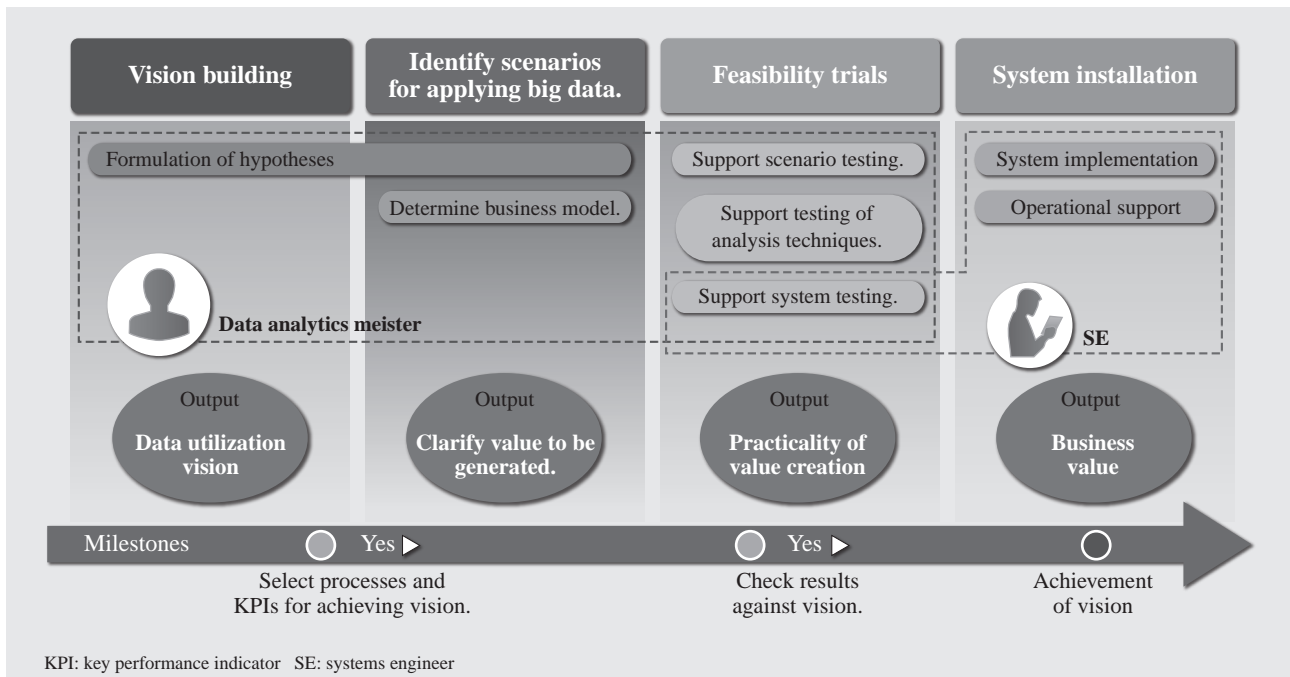 Vision building
Identify scenarios
for applying big data.
Feasibility trials
System installation
Formulation of hypotheses
Determine business model.
Support scenario testing.
Support testing of
analysis techniques.
Support system testing.
System implementation
Operational support
Data analytics meister
SE
Output
Data utilization
vision
Output
Clarify value to be
generated.
Output
Practicality of
value creation
Output
Business
value
Milestones
Yes
Yes
Select processes and
KPIs for achieving vision.
Check results
against vision.
Achievement
of vision
KPI: key performance indicator SE: systems engineer